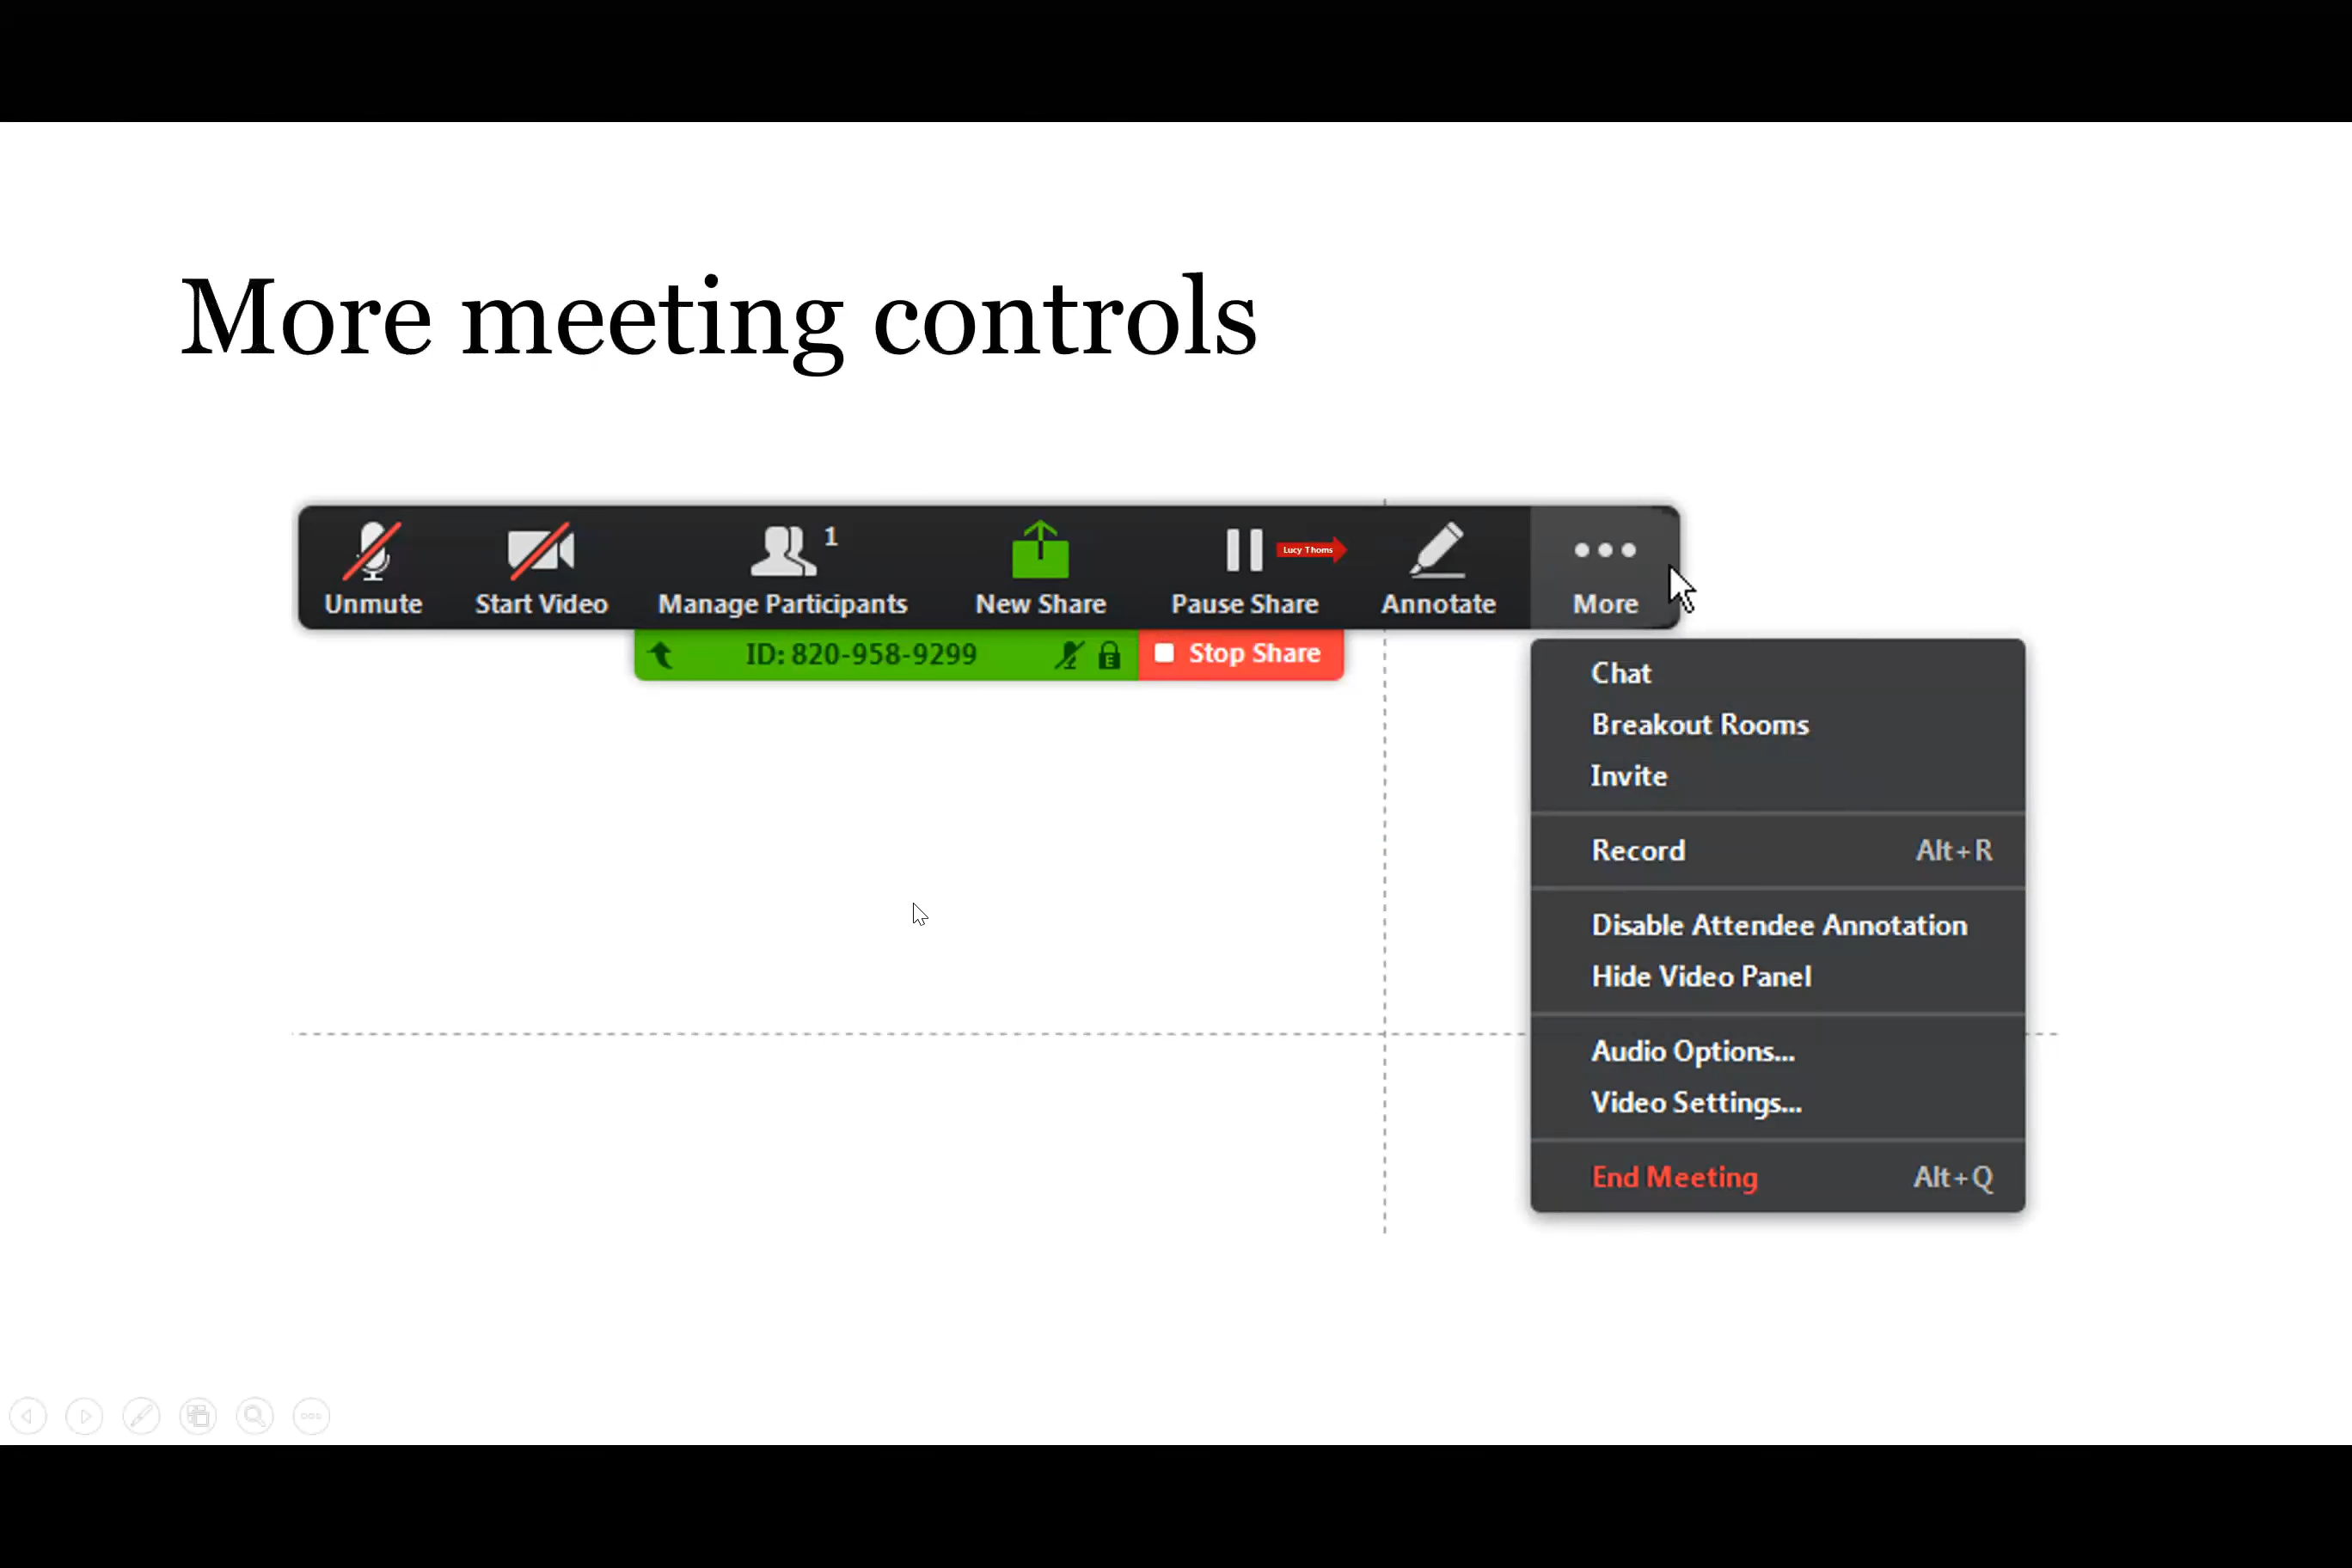 More meeting controls
1
Lucy Thoms
Unmute Start Video Manage Participants New Share Pause Share Annotate More
ID: 820-958-9299 E Stop Share
Chat
Breakout Rooms
Invite
Record Alt+R
Disable Attendee Annotation
Hide Video Panel
Audio Options...
Video Settings...
End Meeting Alt+Q